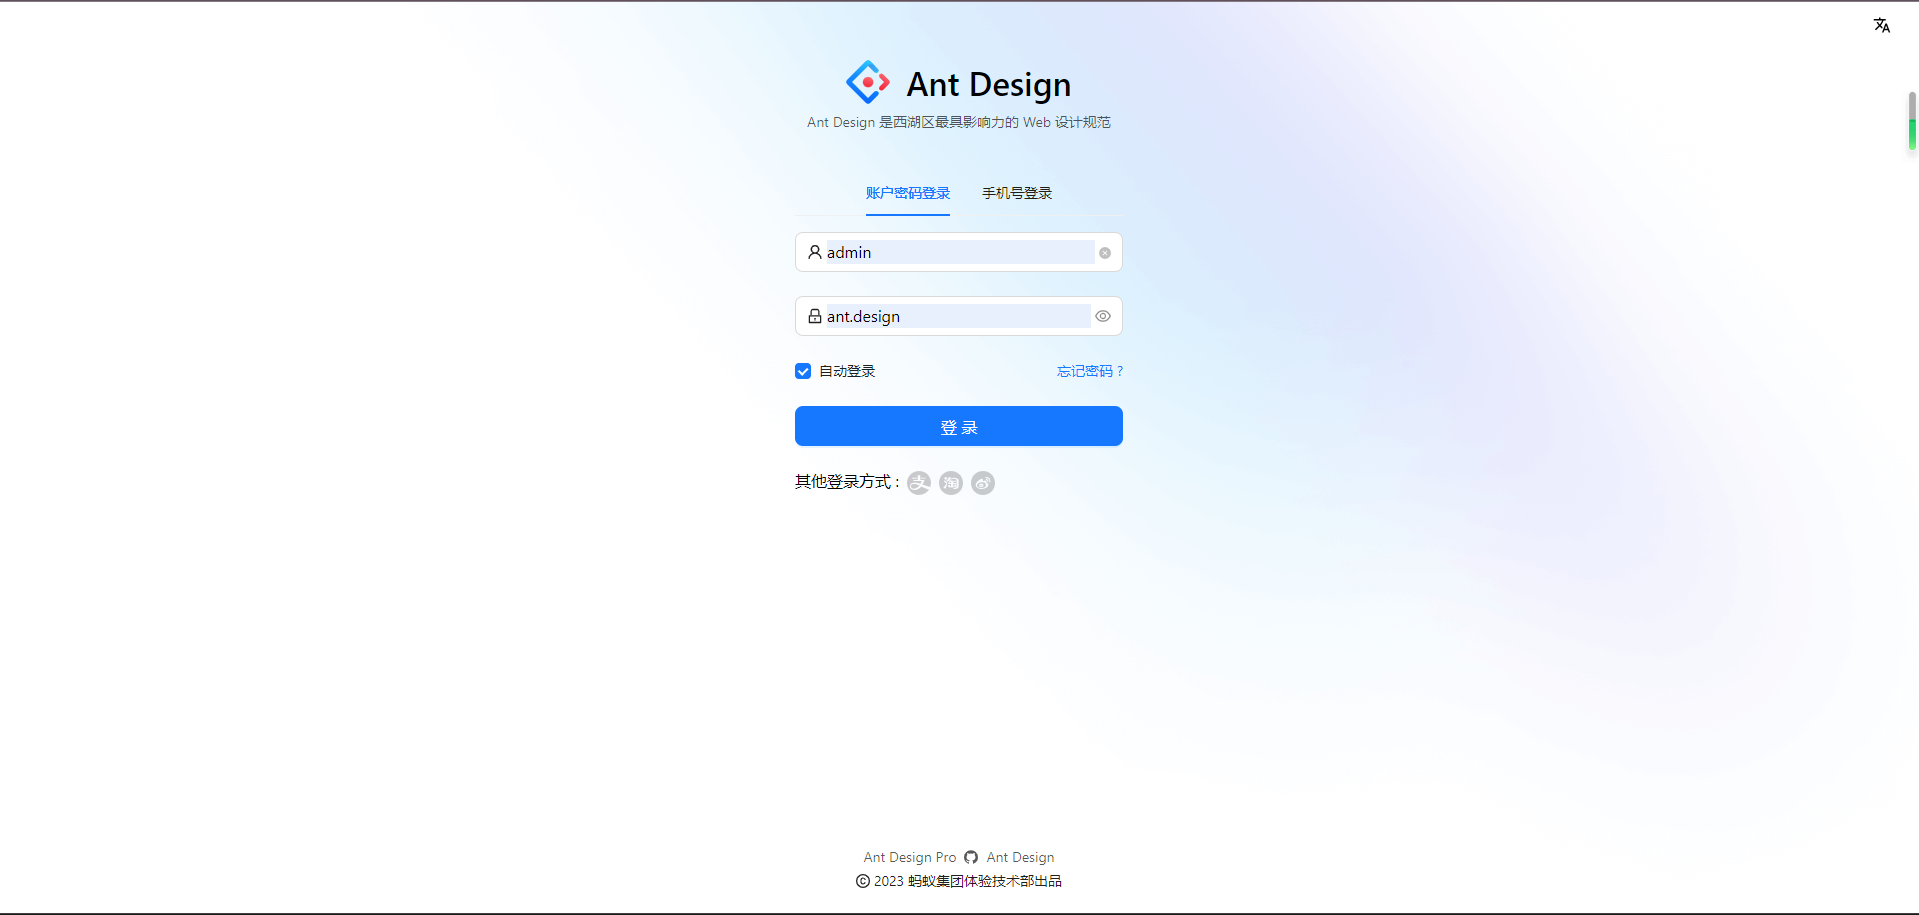 Ant Design
Ant Design 是西湖区最具影响力的 Web 设计规范
账户密码登录 手机号登录
admin
ant.design
自动登录 忘记密码 ?
登 录
其他登录方式 : 支 淘
Ant Design Pro Ant Design
© 2023 蚂蚁集团体验技术部出品